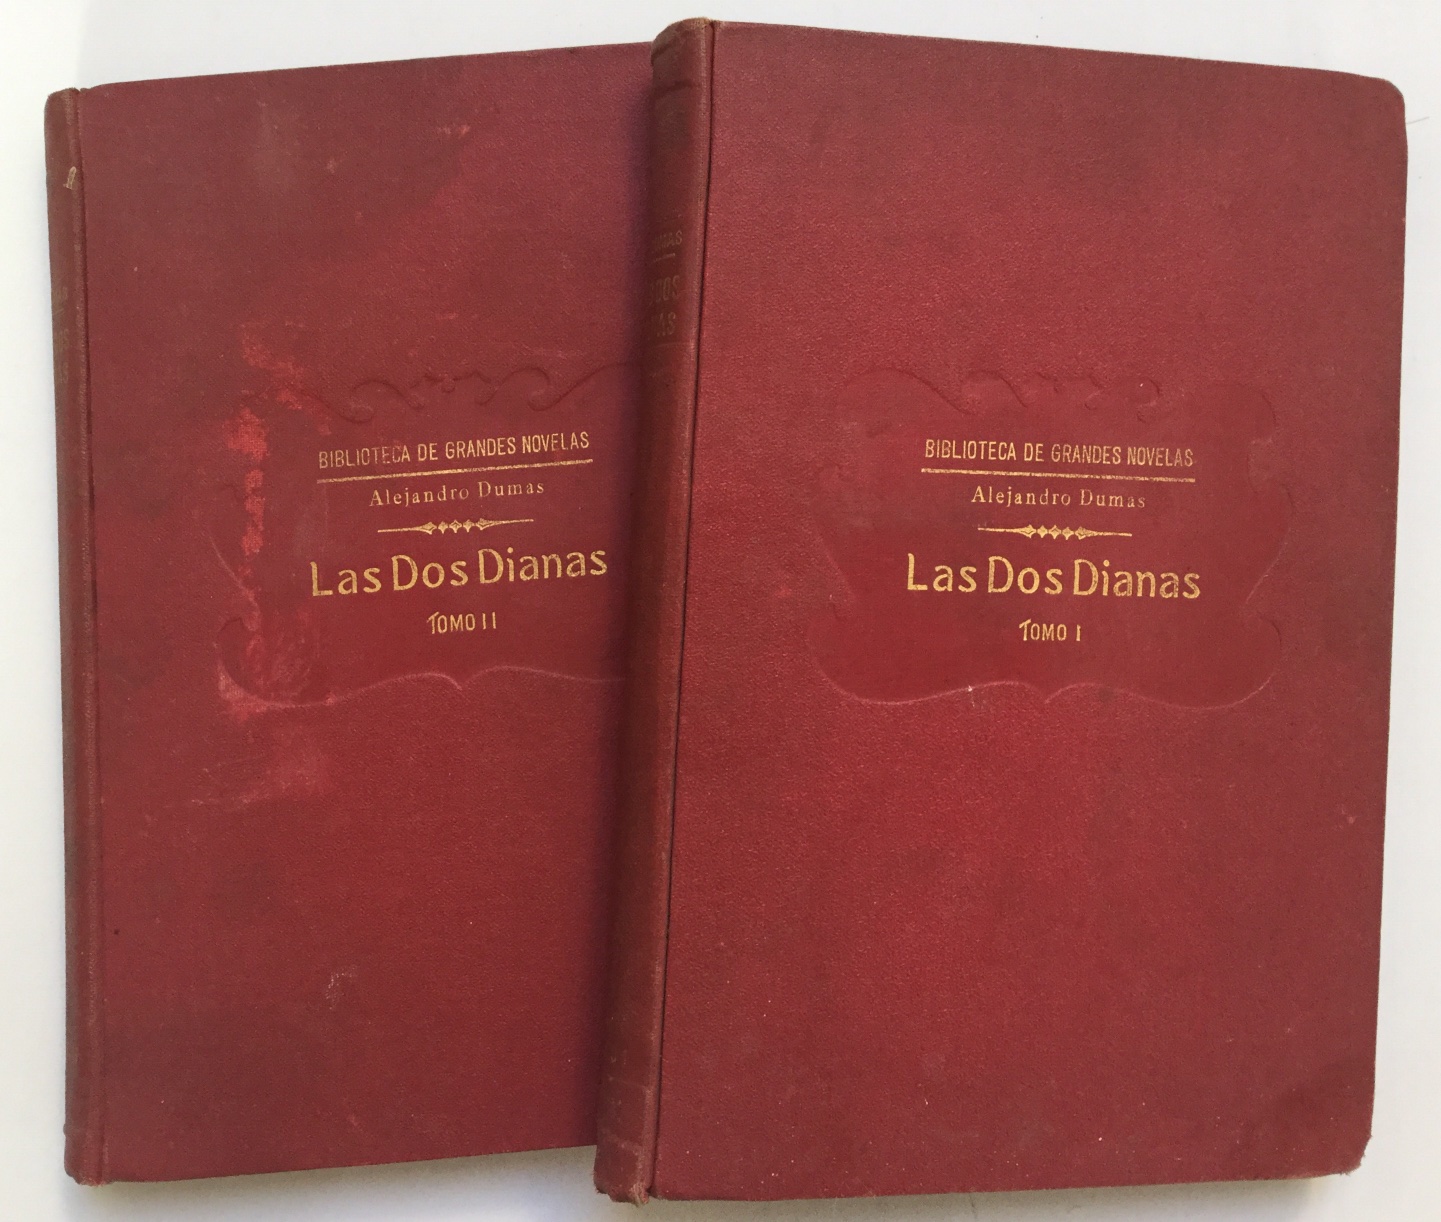 BIBLIOTECA DE GRANDES NOVELAS
Alejandro Dumas
Las Dos Dianas
TOMO II
BIBLIOTECA DE GRANDES NOVELAS
Alejandro Dumas
Las Dos Dianas
TOMO I